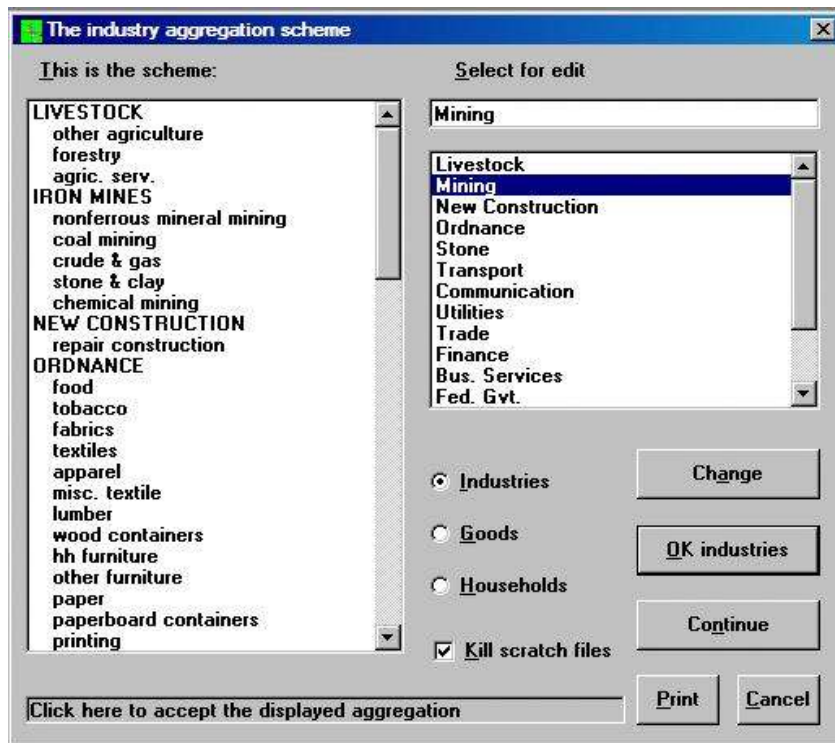 The industry aggregation scheme
This is the scheme:
LIVESTOCK
other agriculture
forestry
agric. serv.
IRON MINES
nonferrous mineral mining
coal mining
crude & gas
stone & clay
chemical mining
NEW CONSTRUCTION
repair construction
ORDNANCE
food
tobacco
fabrics
textiles
apparel
misc. textile
lumber
wood containers
hh furniture
other furniture
paper
paperboard containers
printing
Select for edit
Mining
Livestock
Mining
New Construction
Ordnance
Stone
Transport
Communication
Utilities
Trade
Finance
Bus. Services
Fed. Gvt.
Industries
Goods
Households
Kill scratch files
Change
OK industries
Continue
Print
Cancel
Click here to accept the displayed aggregation